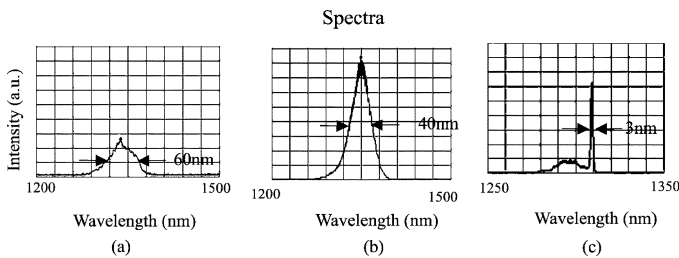 Spectra
Intensity (a.u.)
60nm
1200
1500
Wavelength (nm)
(a)
40nm
1200
1500
Wavelength (nm)
(b)
3nm
1250
1350
Wavelength (nm)
(c)